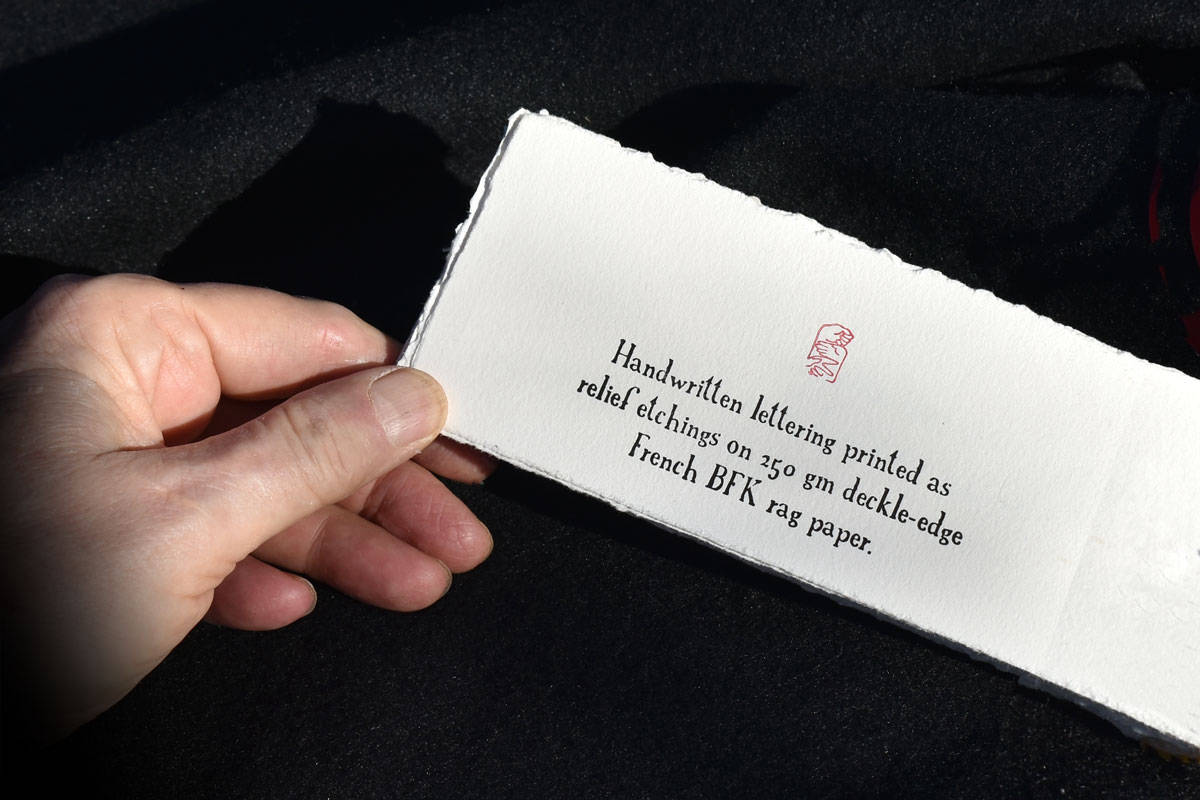 Handwritten lettering printed as
relief etchings on 250 gm deckle-edge
French BFK rag paper.